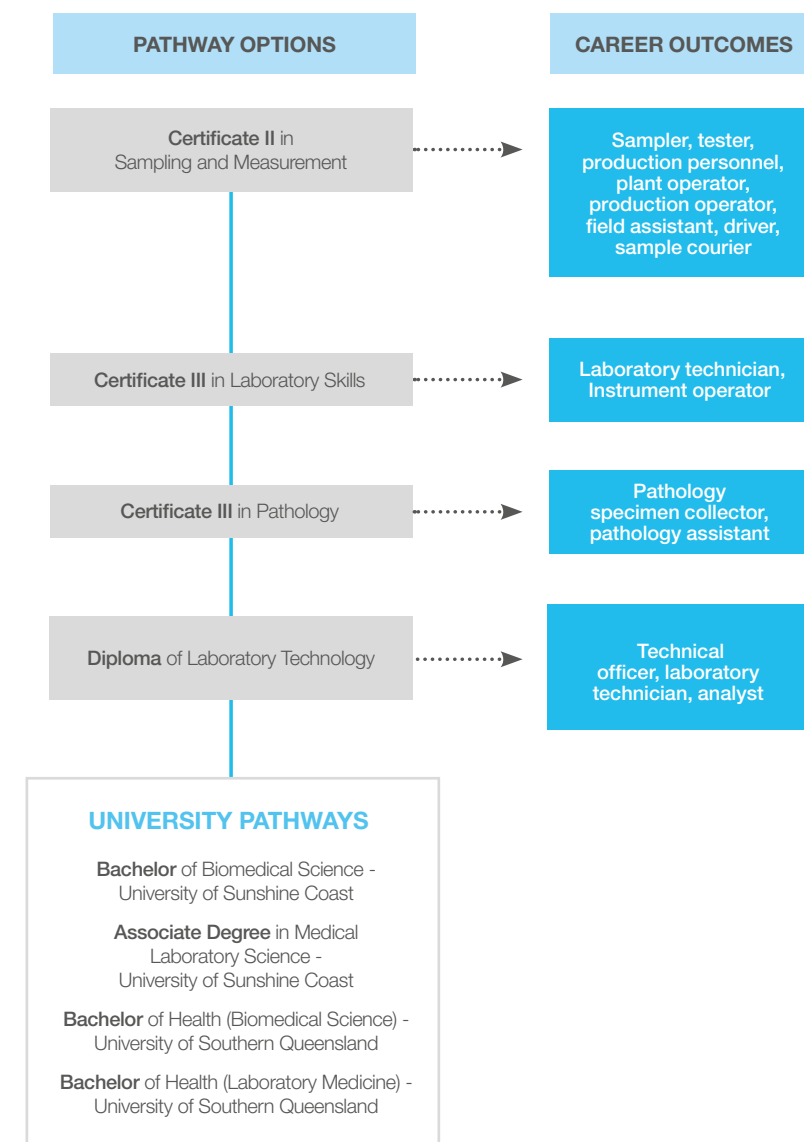 PATHWAY OPTIONS
CAREER OUTCOMES
Certificate II in
Sampling and Measurement
Sampler, tester,
production personnel,
plant operator,
production operator,
field assistant, driver,
sample courier
Certificate III in Laboratory Skills
Laboratory technician,
Instrument operator
Certificate III in Pathology
Pathology
specimen collector,
pathology assistant
Diploma of Laboratory Technology
Technical
officer, laboratory
technician, analyst
UNIVERSITY PATHWAYS
Bachelor of Biomedical Science -
University of Sunshine Coast
Associate Degree in Medical
Laboratory Science -
University of Sunshine Coast
Bachelor of Health (Biomedical Science) -
University of Southern Queensland
Bachelor of Health (Laboratory Medicine) -
University of Southern Queensland